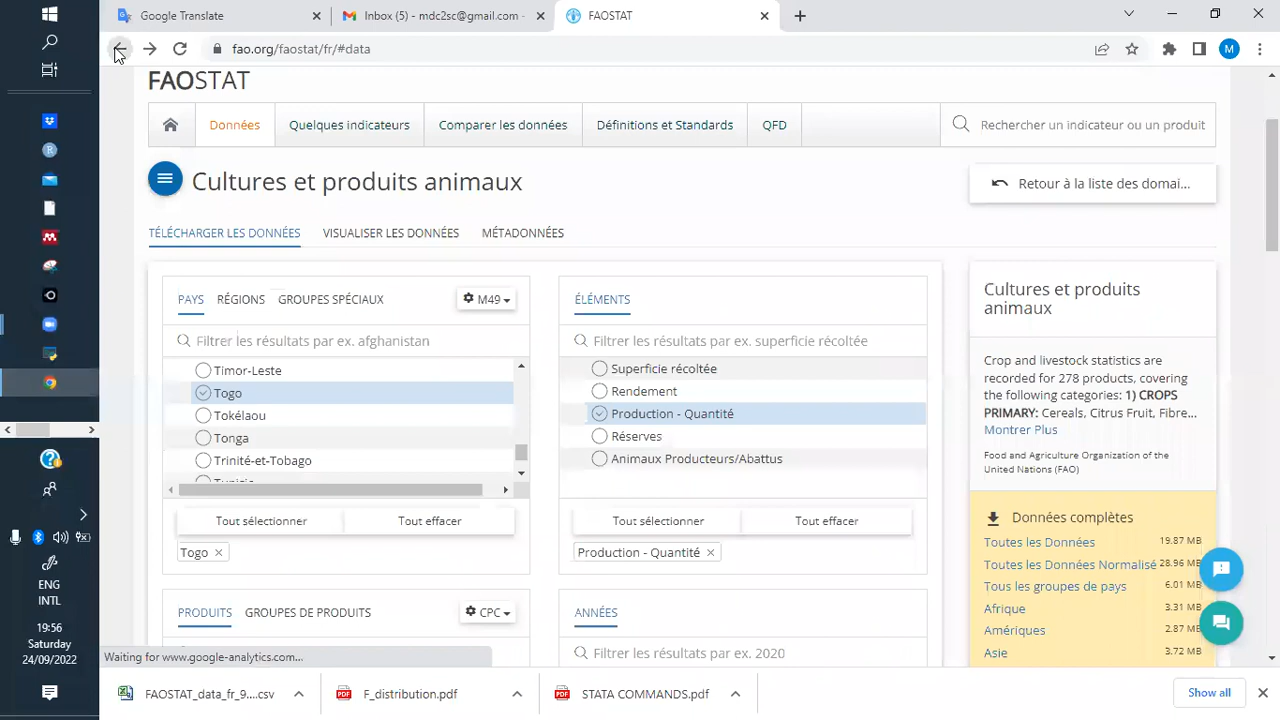 Google Translate
Inbox (5) - mdc2sc@gmail.com -
FAOSTAT
fao.org/faostat/fr/#data
M
FAOSTAT
Données
Quelques indicateurs
Comparer les données
Définitions et Standards
QFD
Rechercher un indicateur ou un produit
Cultures et produits animaux
Retour à la liste des domai...
TÉLÉCHARGER LES DONNÉES
VISUALISER LES DONNÉES
MÉTADONNÉES
PAYS
RÉGIONS
GROUPES SPÉCIAUX
M49
Filtrer les résultats par ex. afghanistan
Timor-Leste
Togo
Tokélaou
Tonga
Trinité-et-Tobago
Tout sélectionner
Tout effacer
Togo ×
ÉLÉMENTS
Filtrer les résultats par ex. superficie récoltée
Superficie récoltée
Rendement
Production - Quantité
Réserves
Animaux Producteurs/Abattus
Tout sélectionner
Tout effacer
Production - Quantité ×
Cultures et produits
animaux
Crop and livestock statistics are
recorded for 278 products, covering
the following categories: 1) CROPS
PRIMARY: Cereals, Citrus Fruit, Fibre...
Montrer Plus
Food and Agriculture Organization of the
United Nations (FAO)
Données complètes
Toutes les Données 19.87 MB
Toutes les Données Normalisé 28.96 MB
Tous les groupes de pays 6.01 MB
Afrique 3.31 MB
Amériques 2.87 MB
Asie 3.72 MB
PRODUITS
GROUPES DE PRODUITS
CPC
ANNÉES
Filtrer les résultats par ex. 2020
Waiting for www.google-analytics.com...
FAOSTAT_data_fr_9....csv
F_distribution.pdf
STATA COMMANDS.pdf
Show all
ENG
INTL
19:56
Saturday
24/09/2022